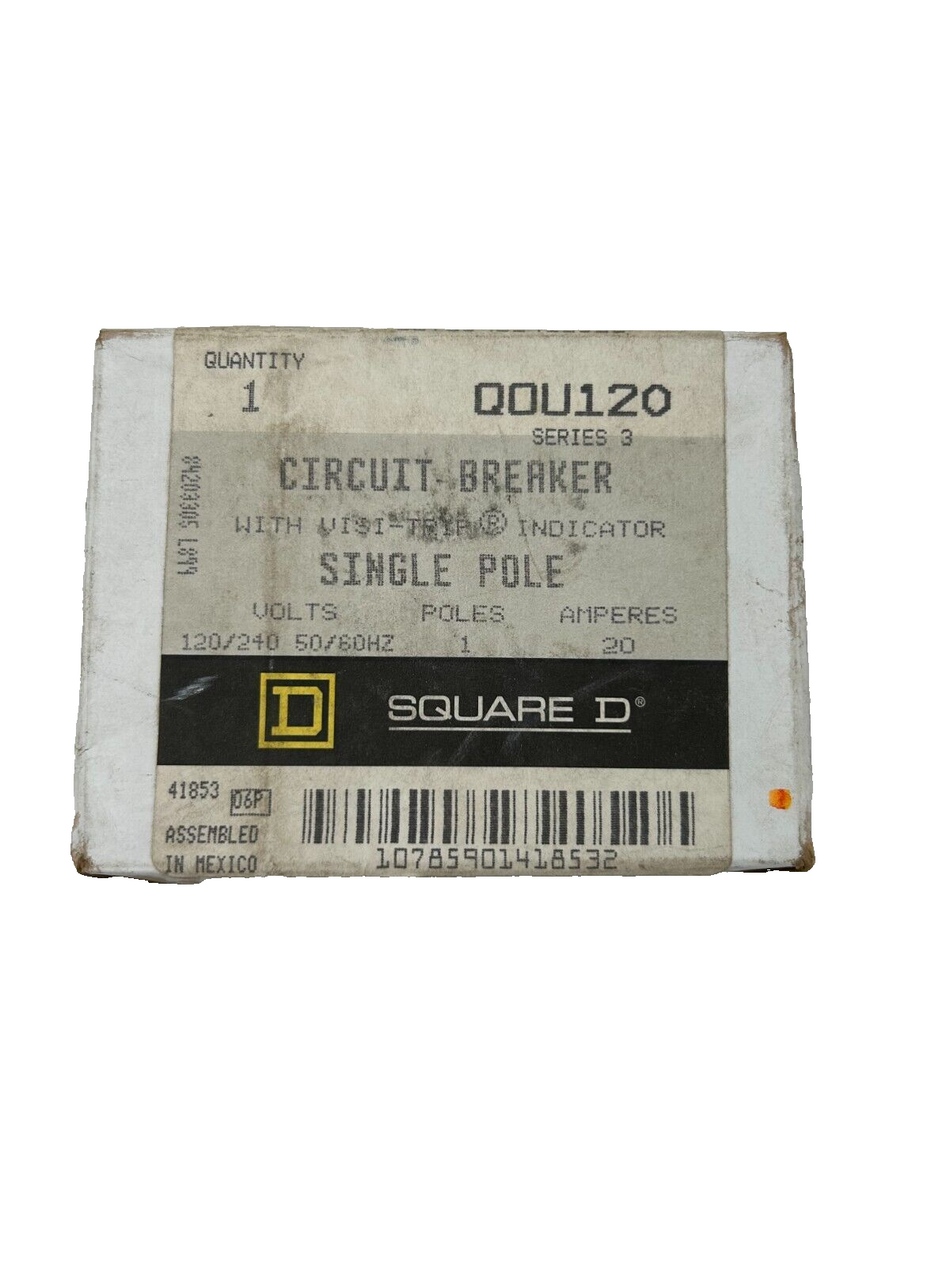 QUANTITY
1
QOU120
SERIES 3
CIRCUIT BREAKER
WITH VISI-TRIP® INDICATOR
SINGLE POLE
VOLTS POLES AMPERES
120/240 50/60HZ 1 20
D
SQUARE D®
41853 06P
ASSEMBLED
IN MEXICO
10785901418532